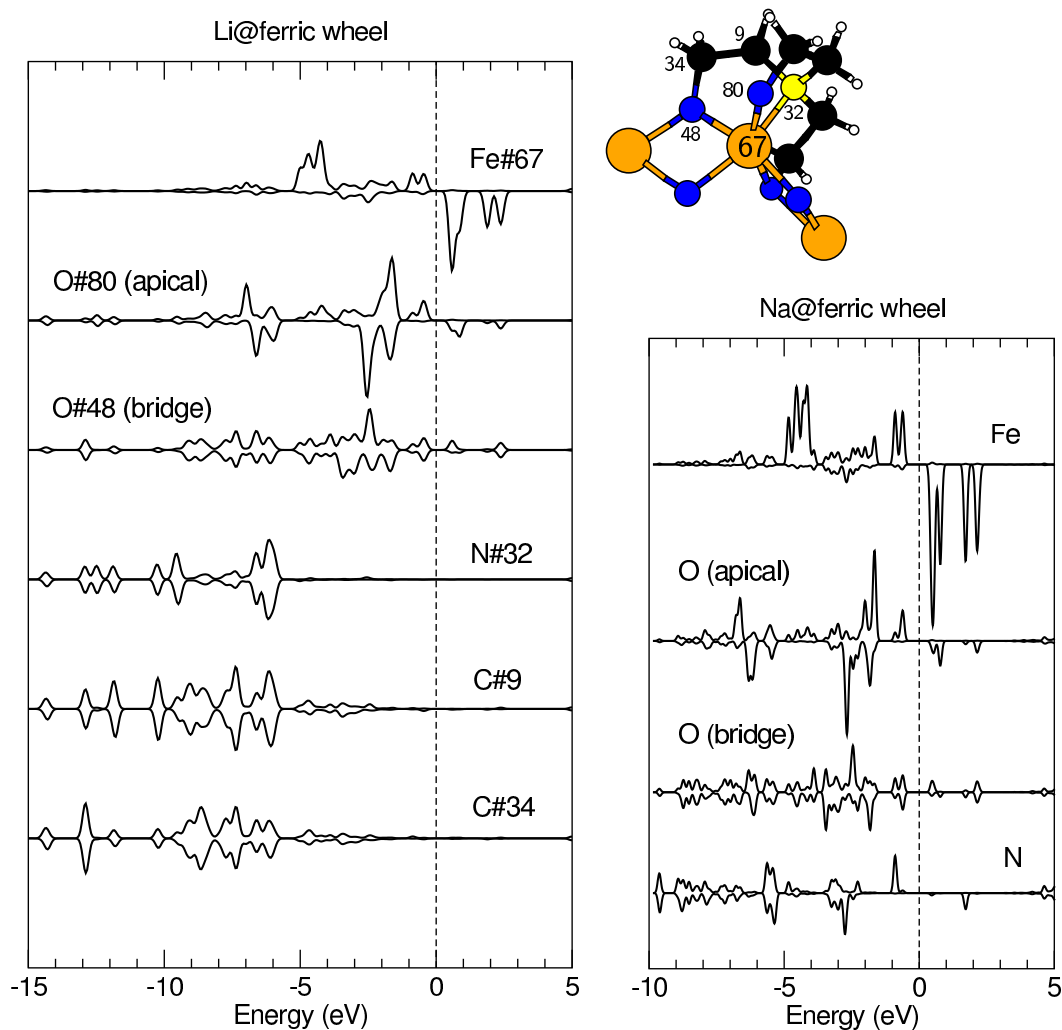 Li@ferric wheel
Fe#67
O#80 (apical)
O#48 (bridge)
N#32
C#9
C#34
-15 -10 -5 0 5
Energy (eV)
9
34
80
32
48
67
Na@ferric wheel
Fe
O (apical)
O (bridge)
N
-10 -5 0 5
Energy (eV)